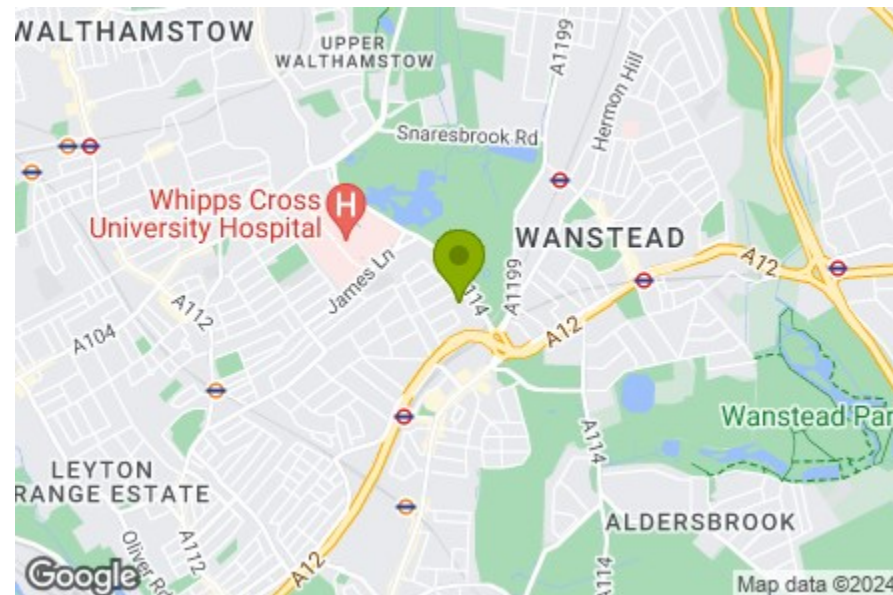 WALTHAMSTOW
UPPER
WALTHAMSTOW
A1199
Hermon Hill
Snaresbrook Rd
Whipps Cross
University Hospital
H
WANSTEAD
A12
James Ln
A114
A1199
A112
A12
A104
Wanstead Par
LEYTON
RANGE ESTATE
A114
ALDERSBROOK
Oliver Rd
A112
A12
A114
Google
Map data ©2024